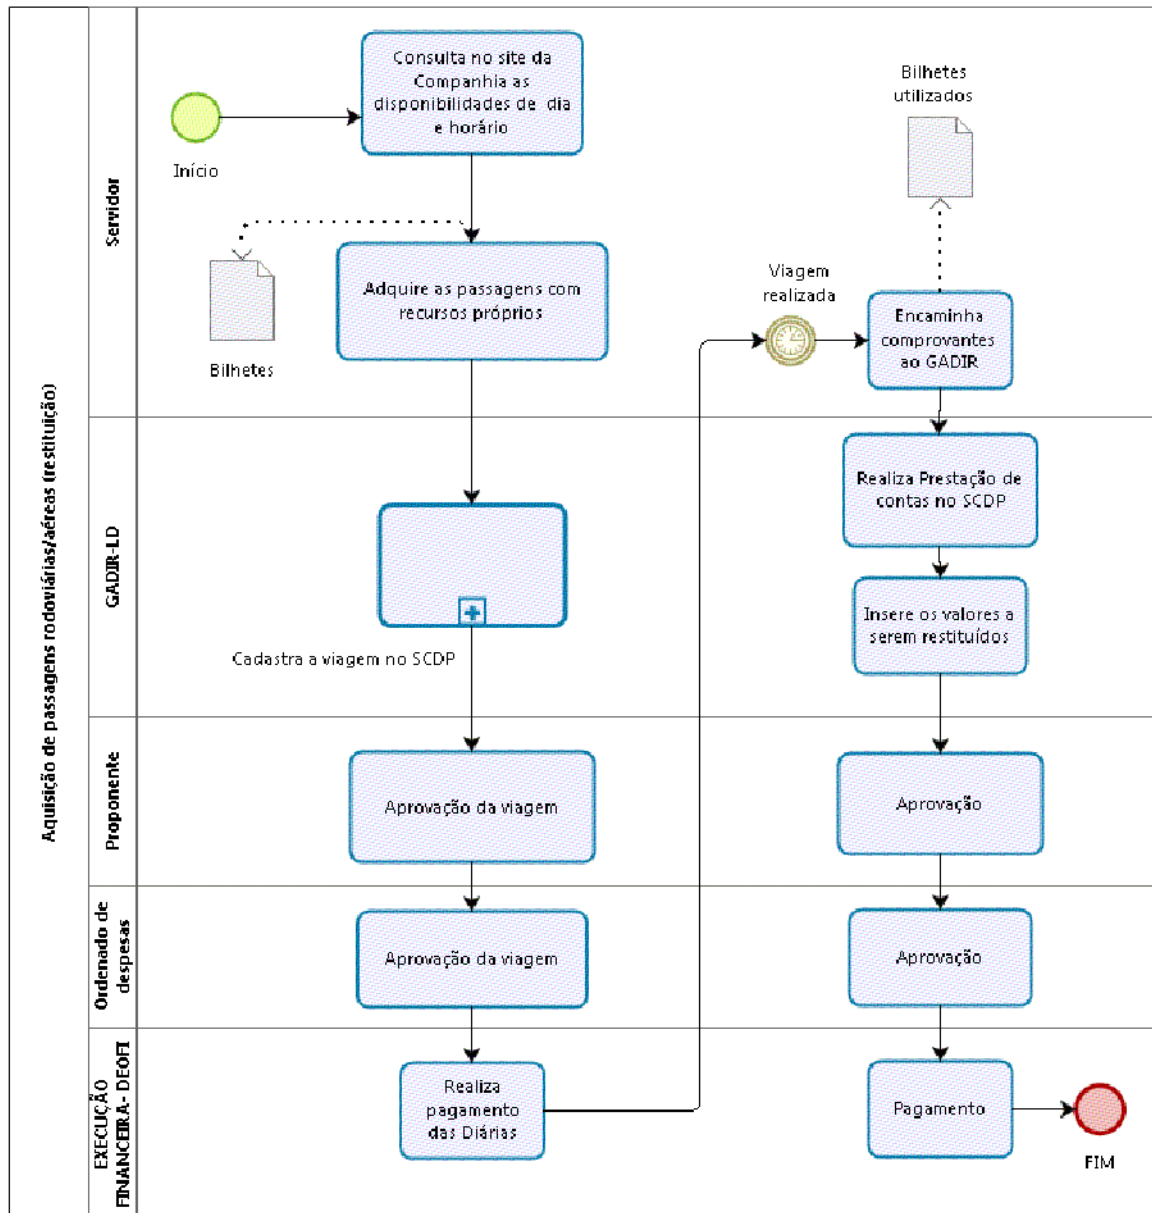 Aquisição de passagens rodoviárias/aéreas (restituição)
Servidor
Início
Consulta no site da
Companhia as
disponibilidades de dia
e horário
Bilhetes
Adquire as passagens com
recursos próprios
Viagem
realizada
Bilhetes
utilizados
Encaminha
comprovantes
ao GADIR
GADIR-LD
Cadastra a viagem no SCDP
Realiza Prestação de
contas no SCDP
Insere os valores a
serem restituídos
Proponente
Aprovação da viagem
Aprovação
Ordenado de
despesas
Aprovação da viagem
Aprovação
EXECUÇÃO
FINANCEIRA- DEOFI
Realiza
pagamento
das Diárias
Pagamento
FIM